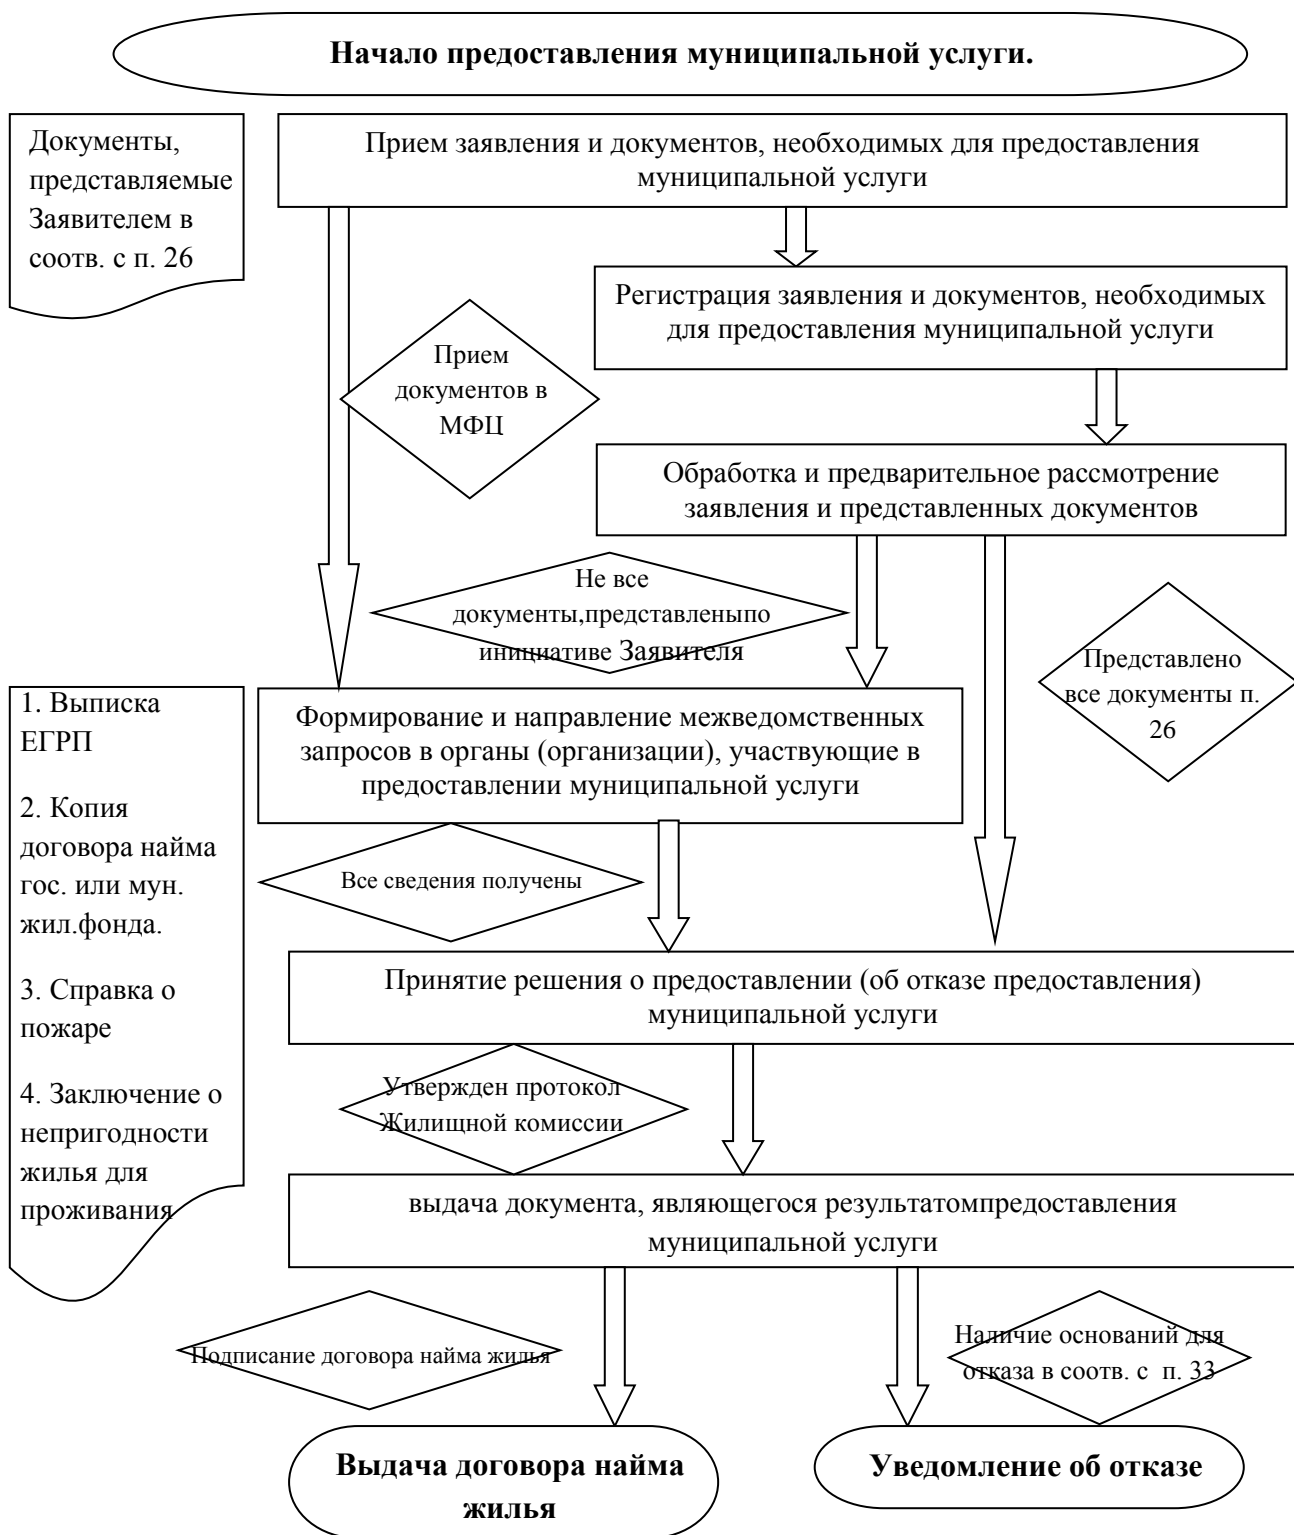 Начало предоставления муниципальной услуги.
Документы,
представляемые
Заявителем в
соотв. с п. 26
Прием заявления и документов, необходимых для предоставления
муниципальной услуги
Регистрация заявления и документов, необходимых
для предоставления муниципальной услуги
Прием
документов в
МФЦ
Обработка и предварительное рассмотрение
заявления и представленных документов
Не все
документы,представленыпо
инициативе Заявителя
Представлено
все документы п.
26
1. Выписка
ЕГРП
2. Копия
договора найма
гос. или мун.
жил.фонда.
3. Справка о
пожаре
4. Заключение о
непригодности
жилья для
проживания
Формирование и направление межведомственных
запросов в органы (организации), участвующие в
предоставлении муниципальной услуги
Все сведения получены
Принятие решения о предоставлении (об отказе предоставления)
муниципальной услуги
Утвержден протокол
Жилищной комиссии
выдача документа, являющегося результатомпредоставления
муниципальной услуги
Подписание договора найма жилья
Наличие оснований для
отказа в соотв. с п. 33
Выдача договора найма
жилья
Уведомление об отказе